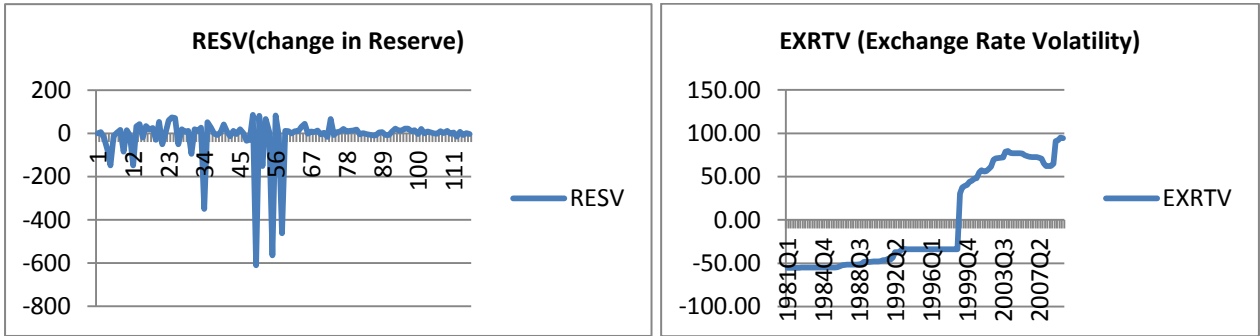 RESV(change in Reserve)
200
0
-200
-400
-600
-800
1
12
23
34
45
56
67
78
89
100
111
RESV
EXRTV (Exchange Rate Volatility)
150.00
100.00
50.00
0.00
-50.00
-100.00
1981Q1
1984Q4
1988Q3
1992Q2
1996Q1
1999Q4
2003Q3
2007Q2
EXRTV